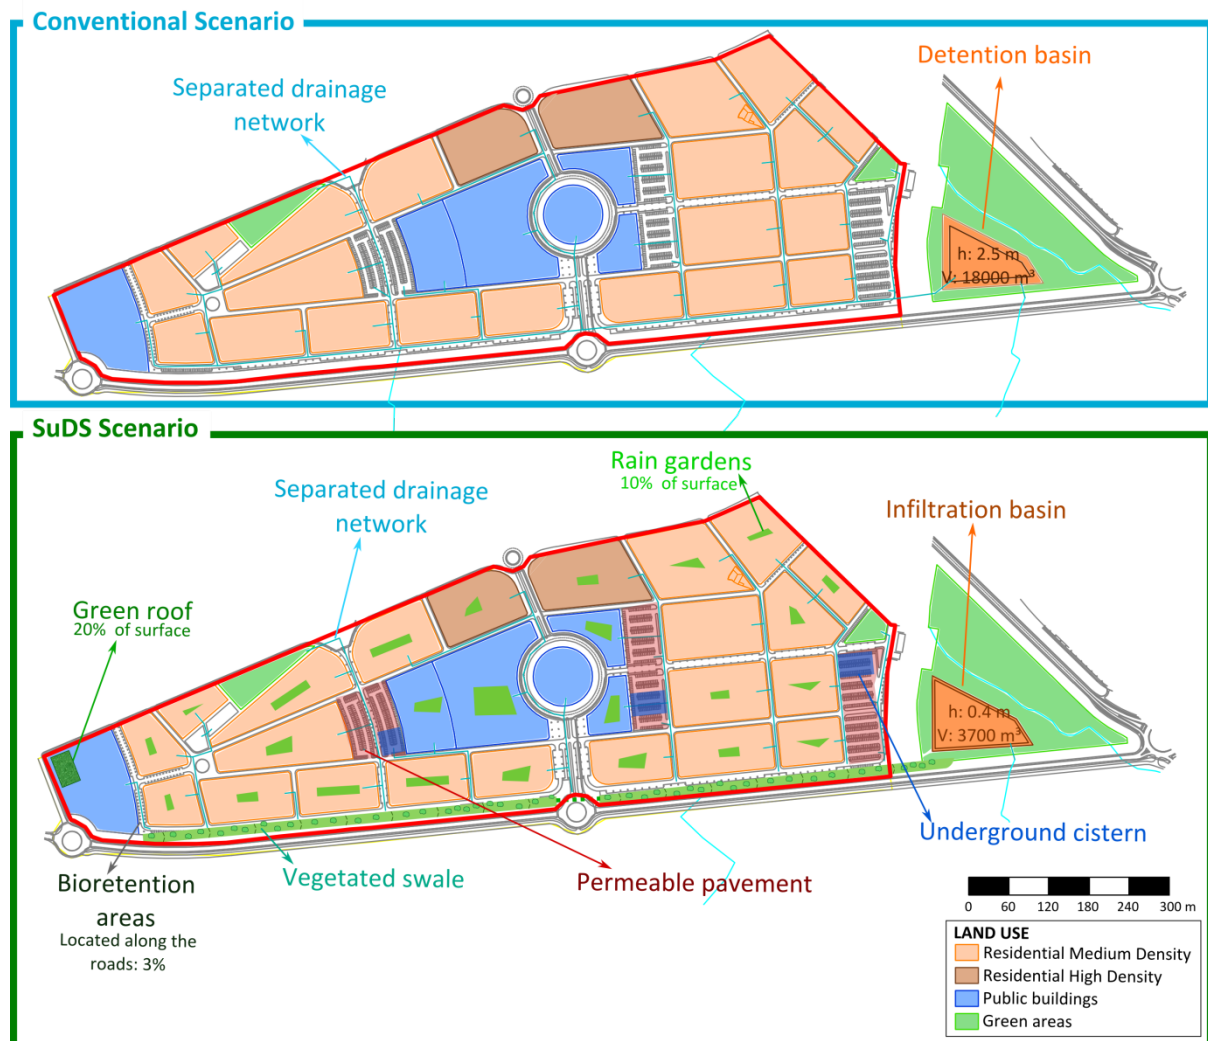 Conventional Scenario
Detention basin
Separated drainage
network
h: 2.5 m
V: 18000 m³
SuDS Scenario
Rain gardens
10% of surface
Separated drainage
network
Infiltration basin
Green roof
20% of surface
h: 0.4 m
V: 3700 m³
Underground cistern
Vegetated swale
Permeable pavement
Bioretention
areas
Located along the
roads: 3%
0 60 120 180 240 300 m
LAND USE
Residential Medium Density
Residential High Density
Public buildings
Green areas